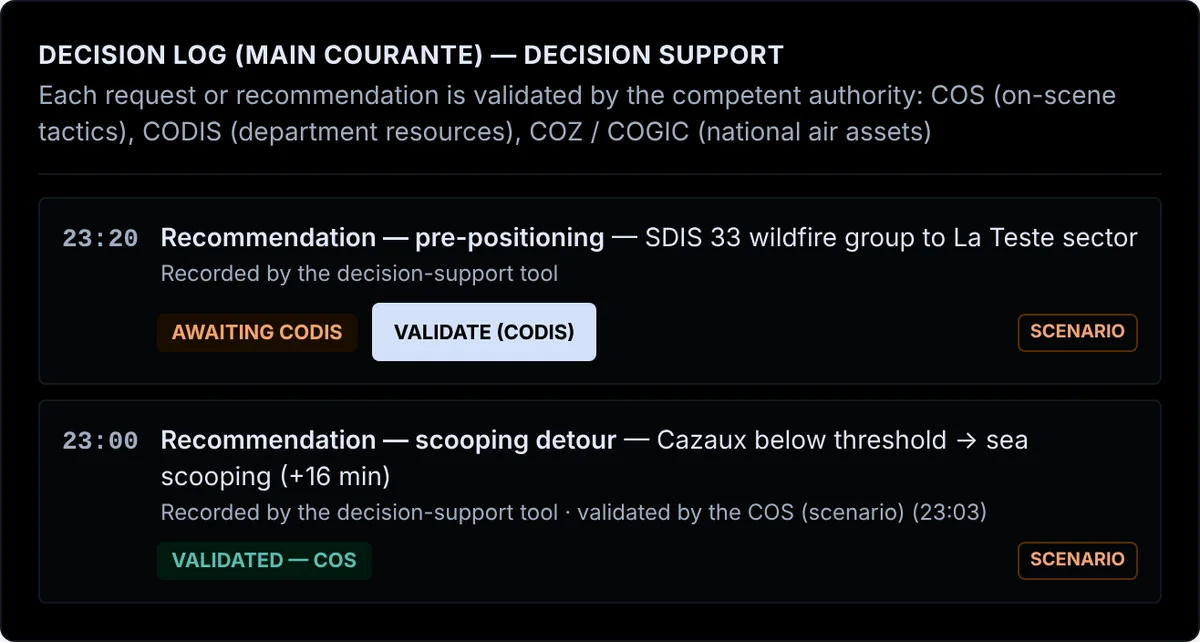 DECISION LOG (MAIN COURANTE) — DECISION SUPPORT
Each request or recommendation is validated by the competent authority: COS (on-scene
tactics), CODIS (department resources), COZ / COGIC (national air assets)
23:20 Recommendation — pre-positioning — SDIS 33 wildfire group to La Teste sector
Recorded by the decision-support tool
AWAITING CODIS VALIDATE (CODIS) SCENARIO
23:00 Recommendation — scooping detour — Cazaux below threshold → sea
scooping (+16 min)
Recorded by the decision-support tool · validated by the COS (scenario) (23:03)
VALIDATED — COS SCENARIO